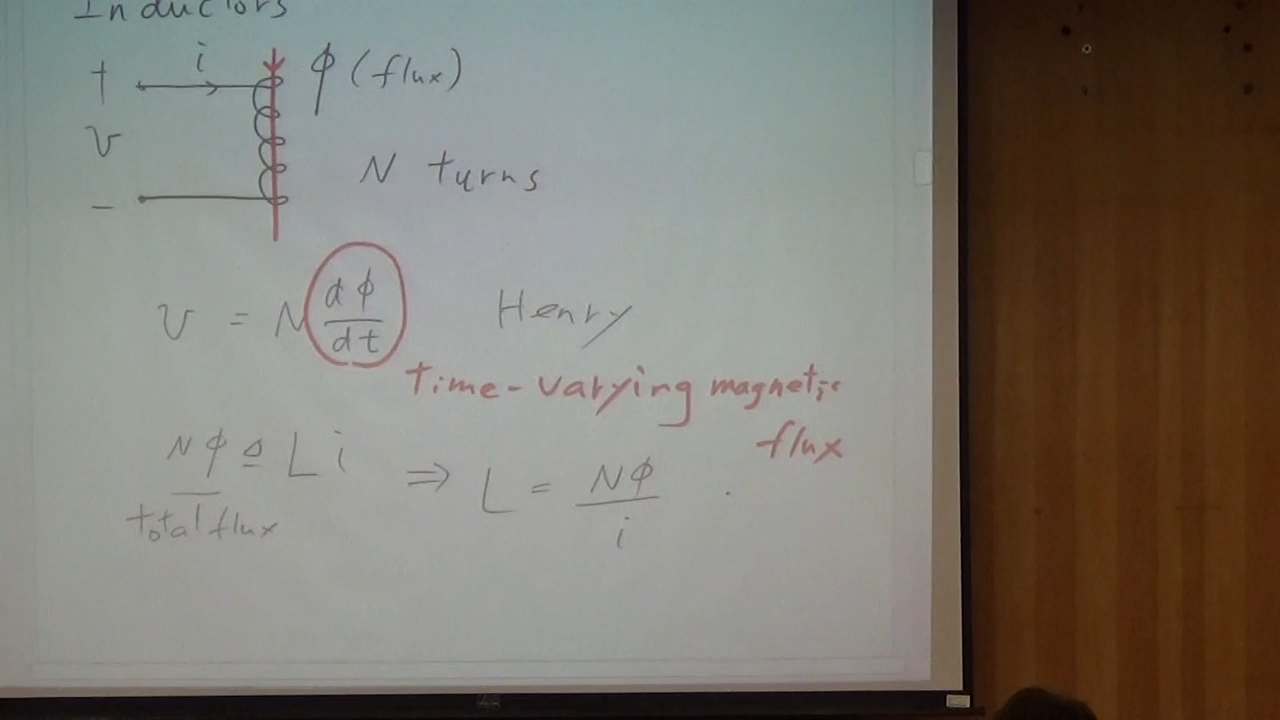 Inductors
+ i ϕ (flux)
v N turns
−
v = N dϕ/dt Henry
Time-varying magnetic
flux
Nϕ ≜ Li ⇒ L = Nϕ/i
total flux